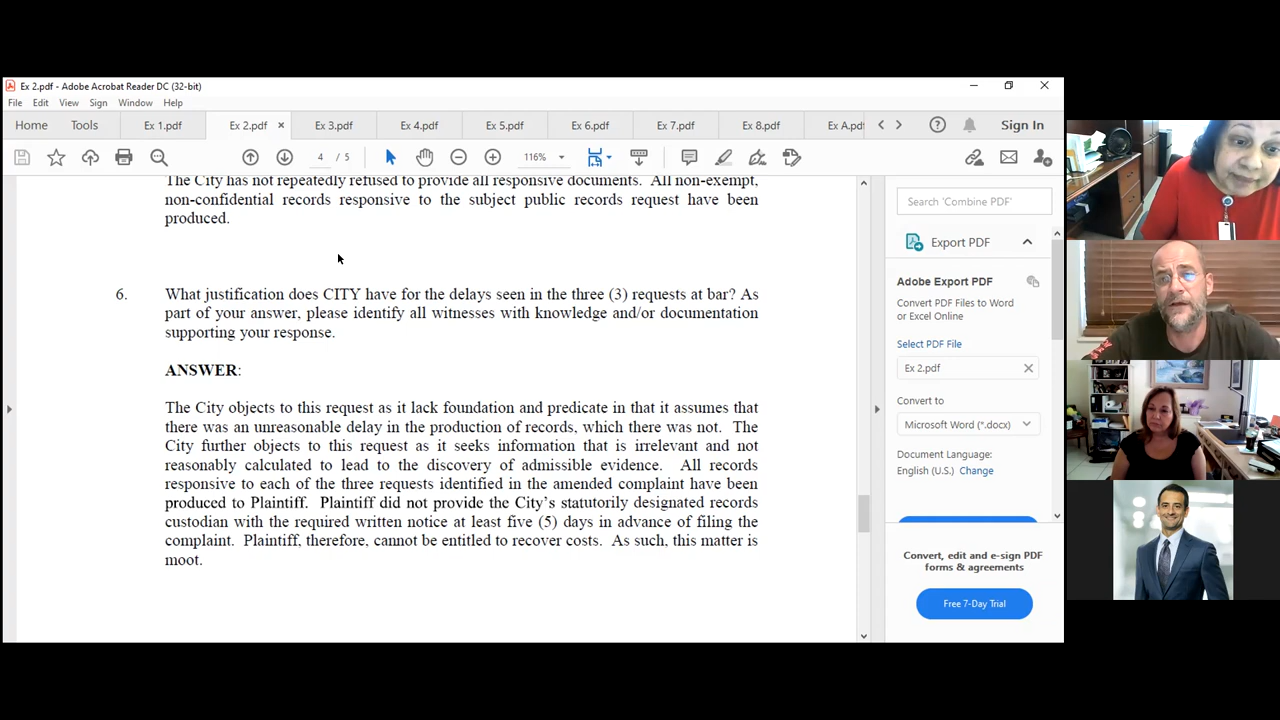 Ex 2.pdf - Adobe Acrobat Reader DC (32-bit)
File Edit View Sign Window Help
Home Tools Ex 1.pdf Ex 2.pdf × Ex 3.pdf Ex 4.pdf Ex 5.pdf Ex 6.pdf Ex 7.pdf Ex 8.pdf Ex A.pdf Sign In
4 / 5 116%
The City has not repeatedly refused to provide all responsive documents. All non-exempt,
non-confidential records responsive to the subject public records request have been
produced.
6. What justification does CITY have for the delays seen in the three (3) requests at bar? As
part of your answer, please identify all witnesses with knowledge and/or documentation
supporting your response.
ANSWER:
The City objects to this request as it lack foundation and predicate in that it assumes that
there was an unreasonable delay in the production of records, which there was not. The
City further objects to this request as it seeks information that is irrelevant and not
reasonably calculated to lead to the discovery of admissible evidence. All records
responsive to each of the three requests identified in the amended complaint have been
produced to Plaintiff. Plaintiff did not provide the City's statutorily designated records
custodian with the required written notice at least five (5) days in advance of filing the
complaint. Plaintiff, therefore, cannot be entitled to recover costs. As such, this matter is
moot.
Search 'Combine PDF'
Export PDF
Adobe Export PDF
Convert PDF Files to Word
or Excel Online
Select PDF File
Ex 2.pdf
Convert to
Microsoft Word (*.docx)
Document Language:
English (U.S.) Change
Convert, edit and e-sign PDF
forms & agreements
Free 7-Day Trial